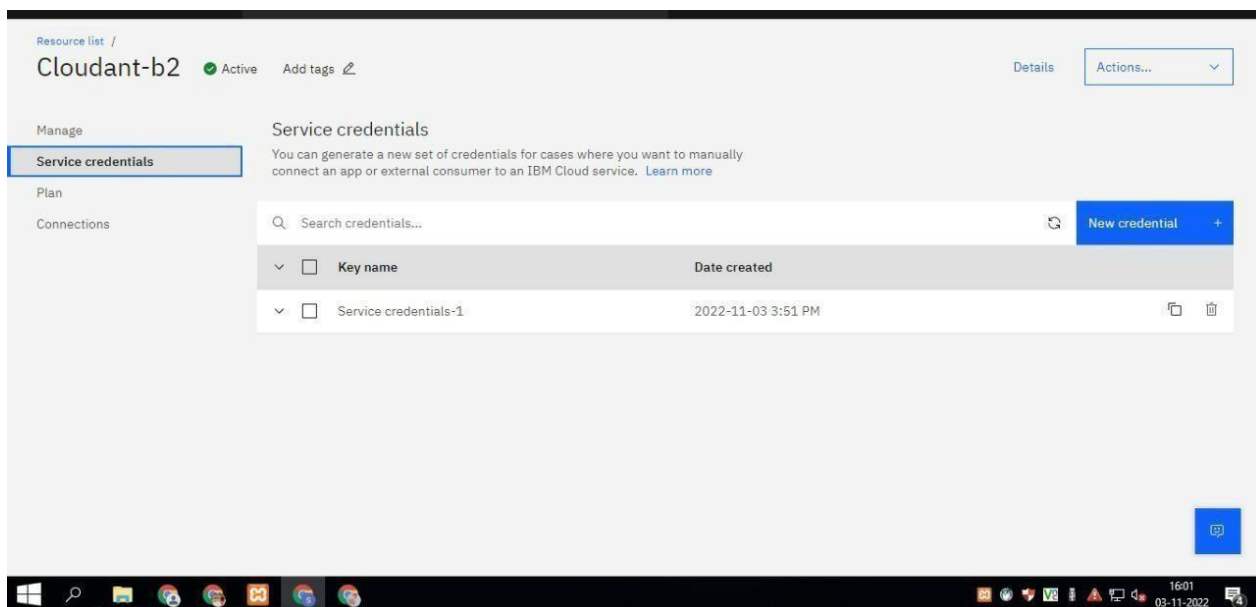 Resource list /
Cloudant-b2 Active Add tags Details Actions...
Manage
Service credentials
Plan
Connections
Service credentials
You can generate a new set of credentials for cases where you want to manually
connect an app or external consumer to an IBM Cloud service. Learn more
Search credentials... New credential +
Key name Date created
Service credentials-1 2022-11-03 3:51 PM
16:01
03-11-2022